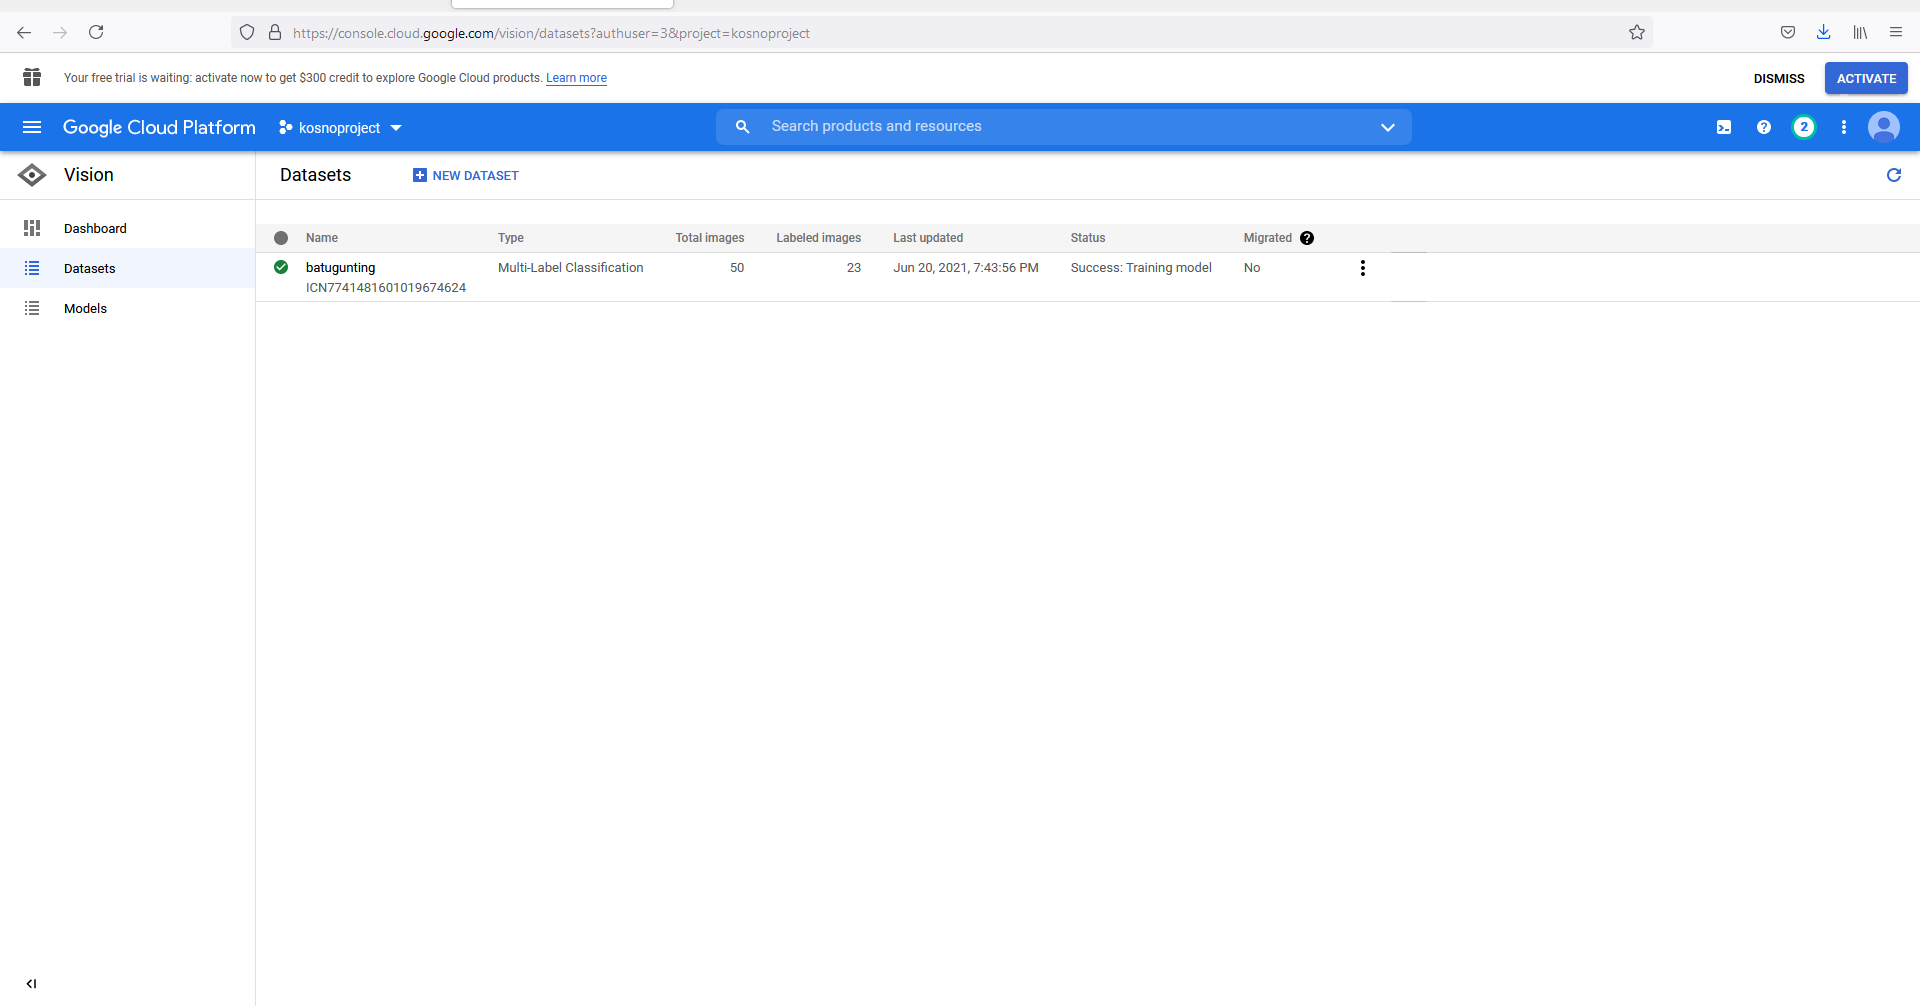 https://console.cloud.google.com/vision/datasets?authuser=3&project=kosnoproject
Your free trial is waiting: activate now to get $300 credit to explore Google Cloud products. Learn more
DISMISS
ACTIVATE
Google Cloud Platform
kosnoproject
Search products and resources
2
Vision
Datasets
NEW DATASET
Dashboard
Datasets
Models
Name Type Total images Labeled images Last updated Status Migrated
batugunting Multi-Label Classification 50 23 Jun 20, 2021, 7:43:56 PM Success: Training model No
ICN7741481601019674624